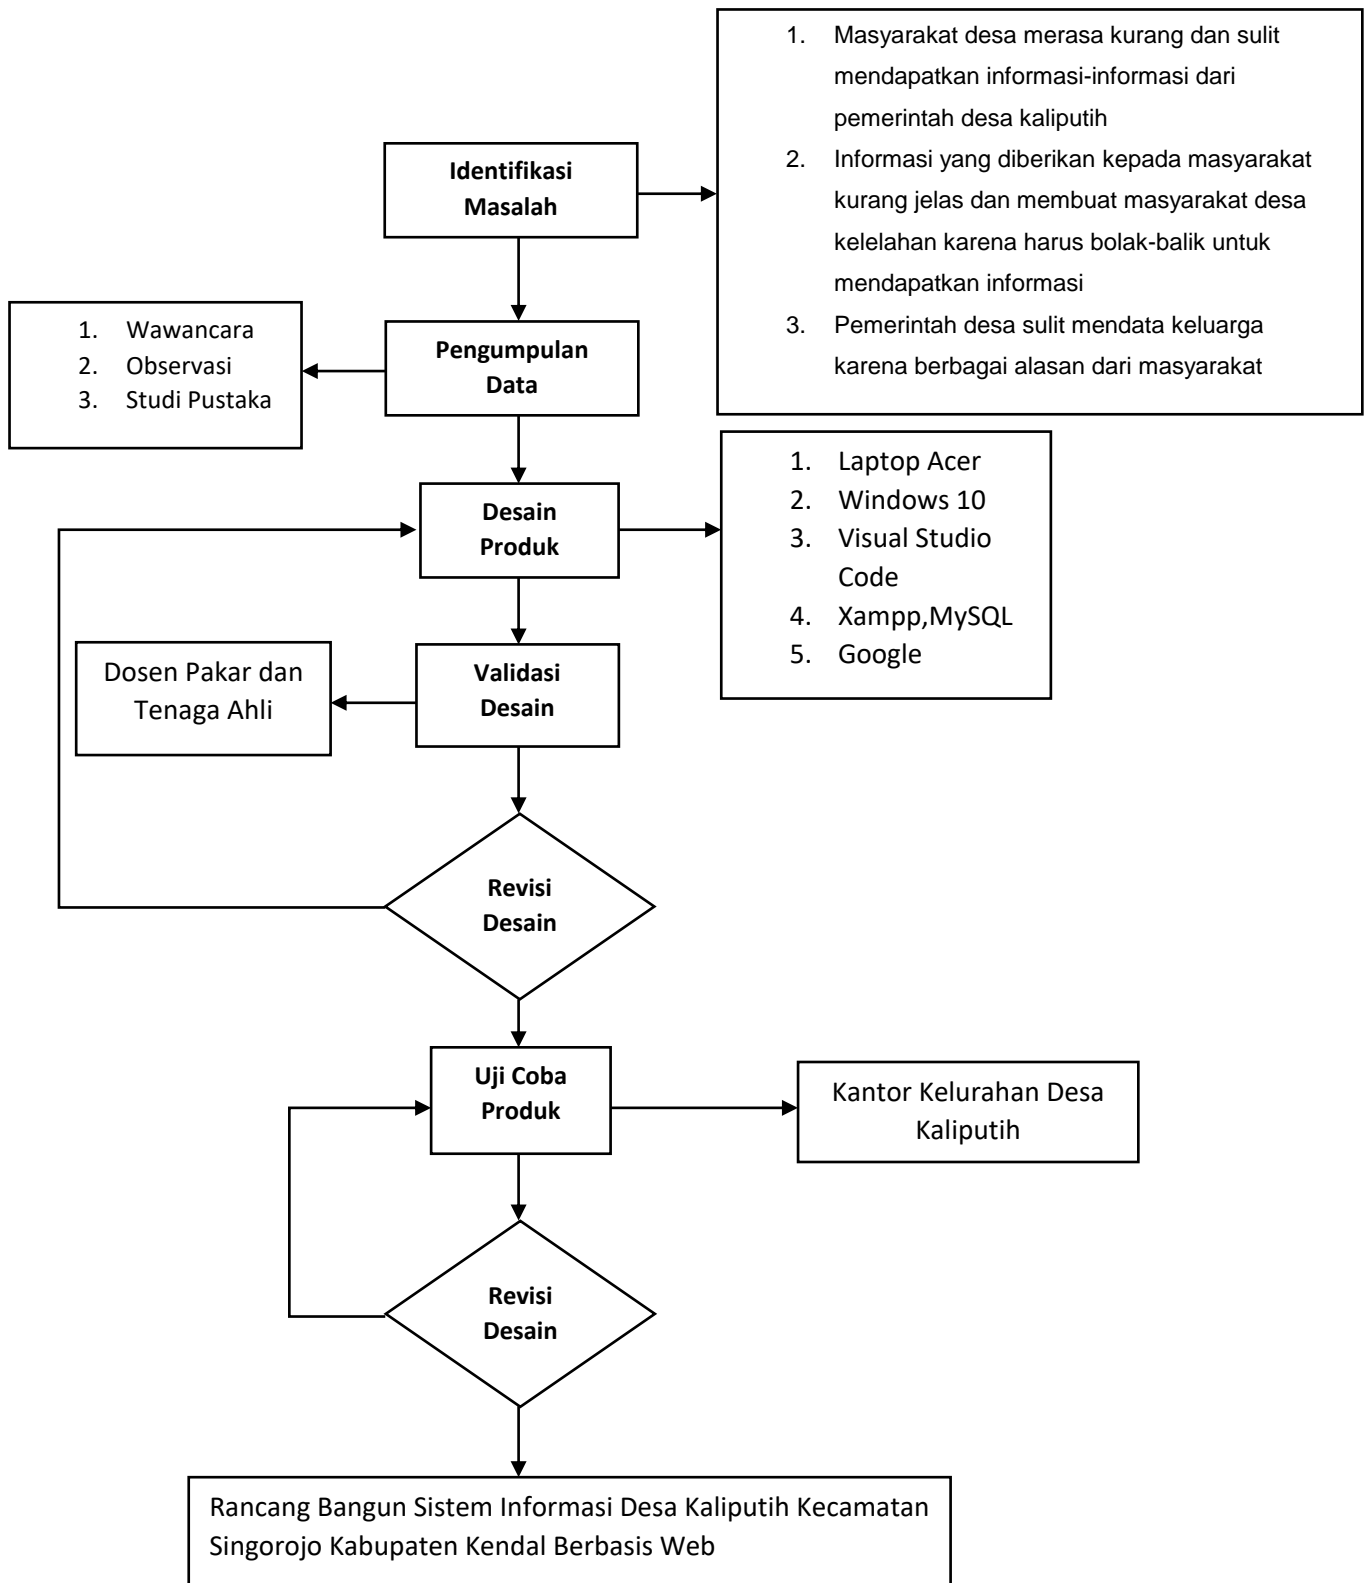 1. Masyarakat desa merasa kurang dan sulit
mendapatkan informasi-informasi dari
pemerintah desa kaliputih
2. Informasi yang diberikan kepada masyarakat
kurang jelas dan membuat masyarakat desa
kelelahan karena harus bolak-balik untuk
mendapatkan informasi
3. Pemerintah desa sulit mendata keluarga
karena berbagai alasan dari masyarakat
Identifikasi
Masalah
1. Wawancara
2. Observasi
3. Studi Pustaka
Pengumpulan
Data
Desain
Produk
1. Laptop Acer
2. Windows 10
3. Visual Studio
Code
4. Xampp,MySQL
5. Google
Dosen Pakar dan
Tenaga Ahli
Validasi
Desain
Revisi
Desain
Uji Coba
Produk
Kantor Kelurahan Desa
Kaliputih
Revisi
Desain
Rancang Bangun Sistem Informasi Desa Kaliputih Kecamatan
Singorojo Kabupaten Kendal Berbasis Web